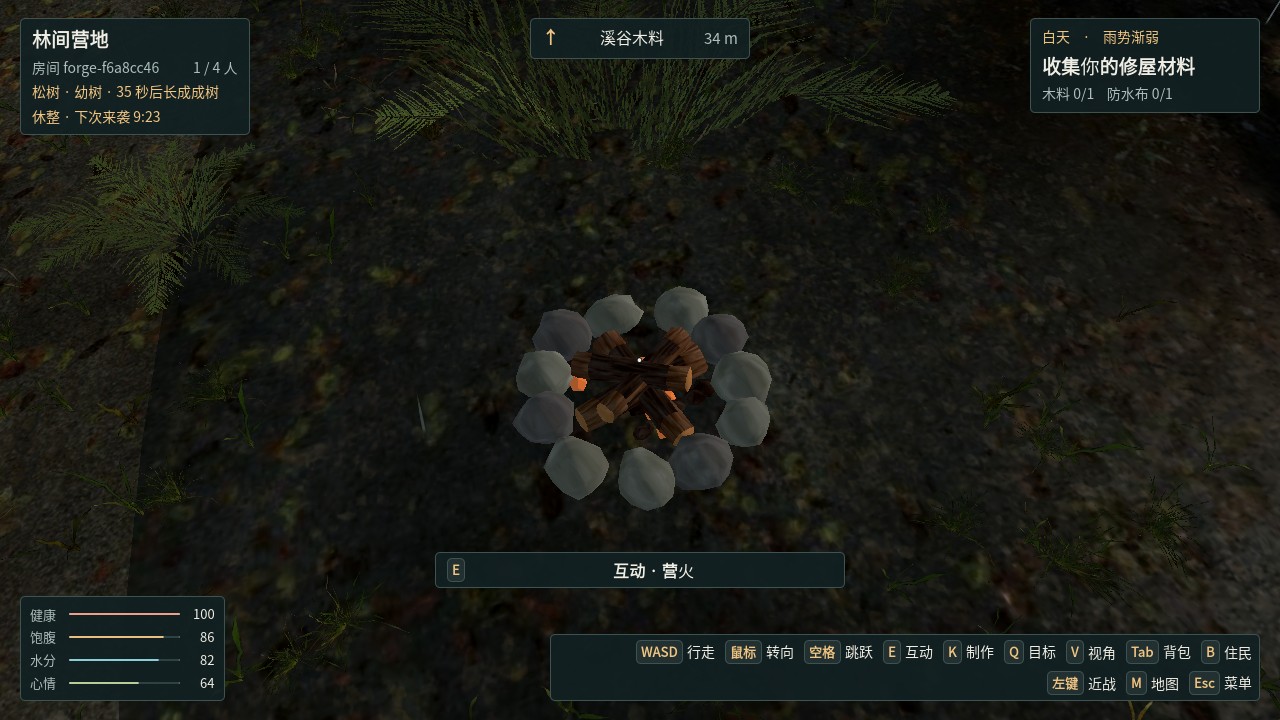 林间营地
房间 forge-f6a8cc46 1 / 4 人
松树 · 幼树 · 35 秒后长成成树
休整 · 下次来袭 9:23
↑ 溪谷木料 34 m
白天 · 雨势渐弱
收集你的修屋材料
木料 0/1 防水布 0/1
E 互动 · 营火
健康 100
饱腹 86
水分 82
心情 64
WASD 行走 鼠标 转向 空格 跳跃 E 互动 K 制作 Q 目标 V 视角 Tab 背包 B 住民
左键 近战 M 地图 Esc 菜单